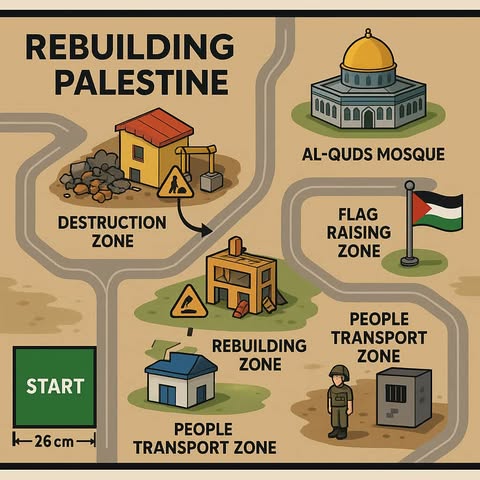 REBUILDING
PALESTINE
AL-QUDS MOSQUE
DESTRUCTION
ZONE
FLAG
RAISING
ZONE
REBUILDING
ZONE
PEOPLE
TRANSPORT
ZONE
START
26 cm
PEOPLE
TRANSPORT ZONE